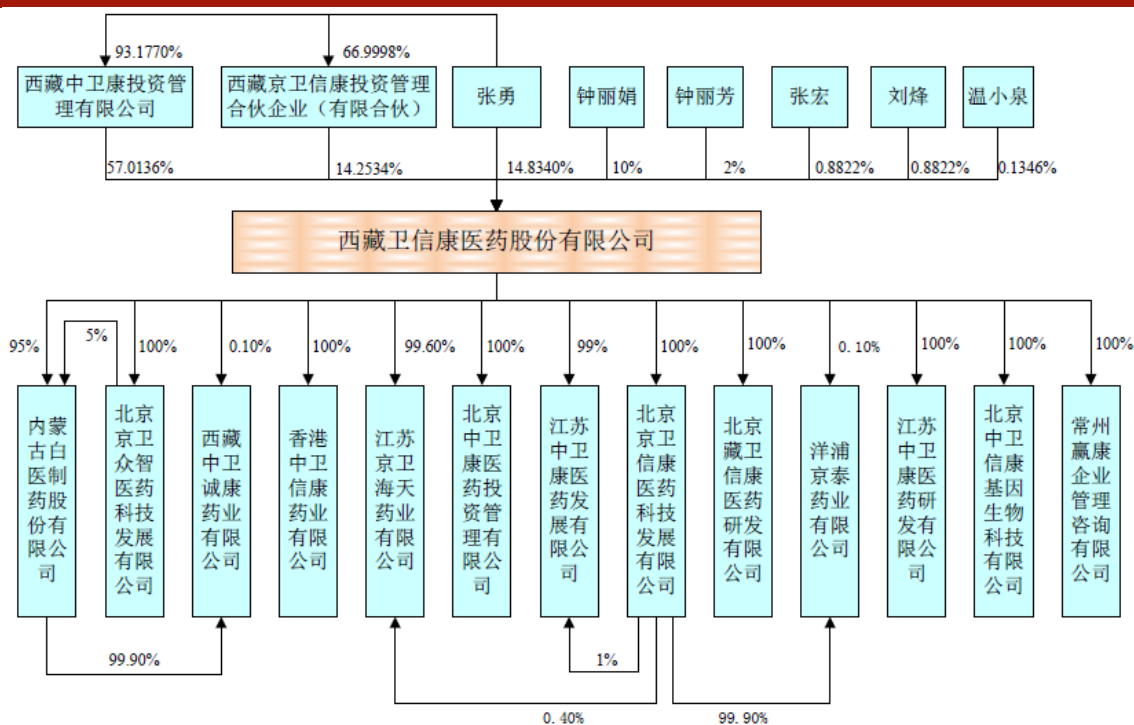 93.1770%
66.9998%
西藏中卫康投资管
理有限公司
西藏京卫信康投资管理
合伙企业（有限合伙）
张勇
钟丽娟
钟丽芳
张宏
刘烽
温小泉
57.0136%
14.2534%
14.8340%
10%
2%
0.8822%
0.8822%
0.1346%
西藏卫信康医药股份有限公司
95%
5%
100%
0.10%
100%
99.60%
100%
99%
100%
100%
0.10%
100%
100%
100%
内蒙
古白
医制
药股
份有
限公
司
北京
京卫
众智
医药
科技
发展
有限
公司
西藏
中卫
诚康
药业
有限
公司
香港
中卫
信康
药业
有限
公司
江苏
京卫
海天
药业
有限
公司
北京
中卫
康医
药投
资管
理有
限公
司
江苏
中卫
康医
药发
展有
限公
司
北京
京卫
信康
医药
科技
发展
有限
公司
北京
藏卫
信康
医药
研发
有限
公司
洋浦
京泰
药业
有限
公司
江苏
中卫
康医
药研
发有
限公
司
北京
中卫
信康
基因
生物
科技
有限
公司
常州
赢康
企业
管理
咨询
有限
公司
99.90%
1%
0.40%
99.90%